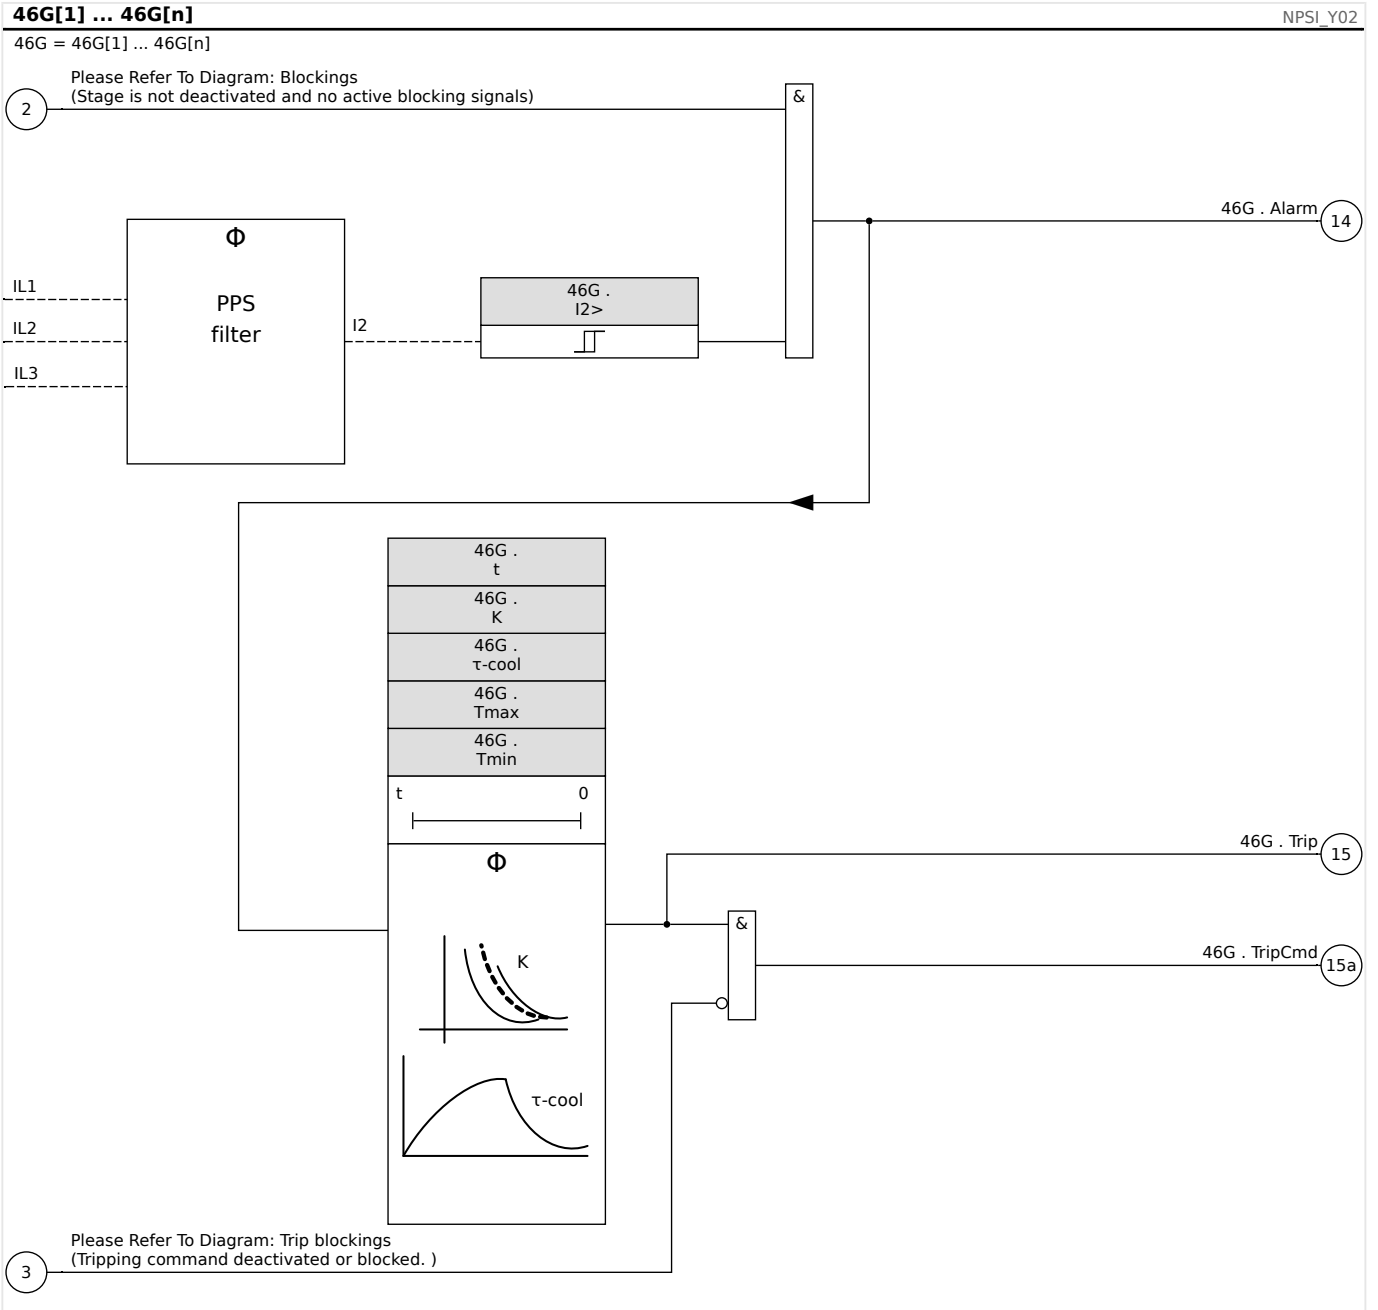 46G[1] ... 46G[n]
NPSI_Y02
46G = 46G[1] ... 46G[n]
Please Refer To Diagram: Blockings
(Stage is not deactivated and no active blocking signals)
2
&
46G . Alarm
14
Φ
PPS
filter
IL1
IL2
IL3
I2
46G .
I2>
46G .
t
46G .
K
46G .
τ-cool
46G .
Tmax
46G .
Tmin
t
0
Φ
K
τ-cool
46G . Trip
15
&
46G . TripCmd
15a
Please Refer To Diagram: Trip blockings
(Tripping command deactivated or blocked. )
3